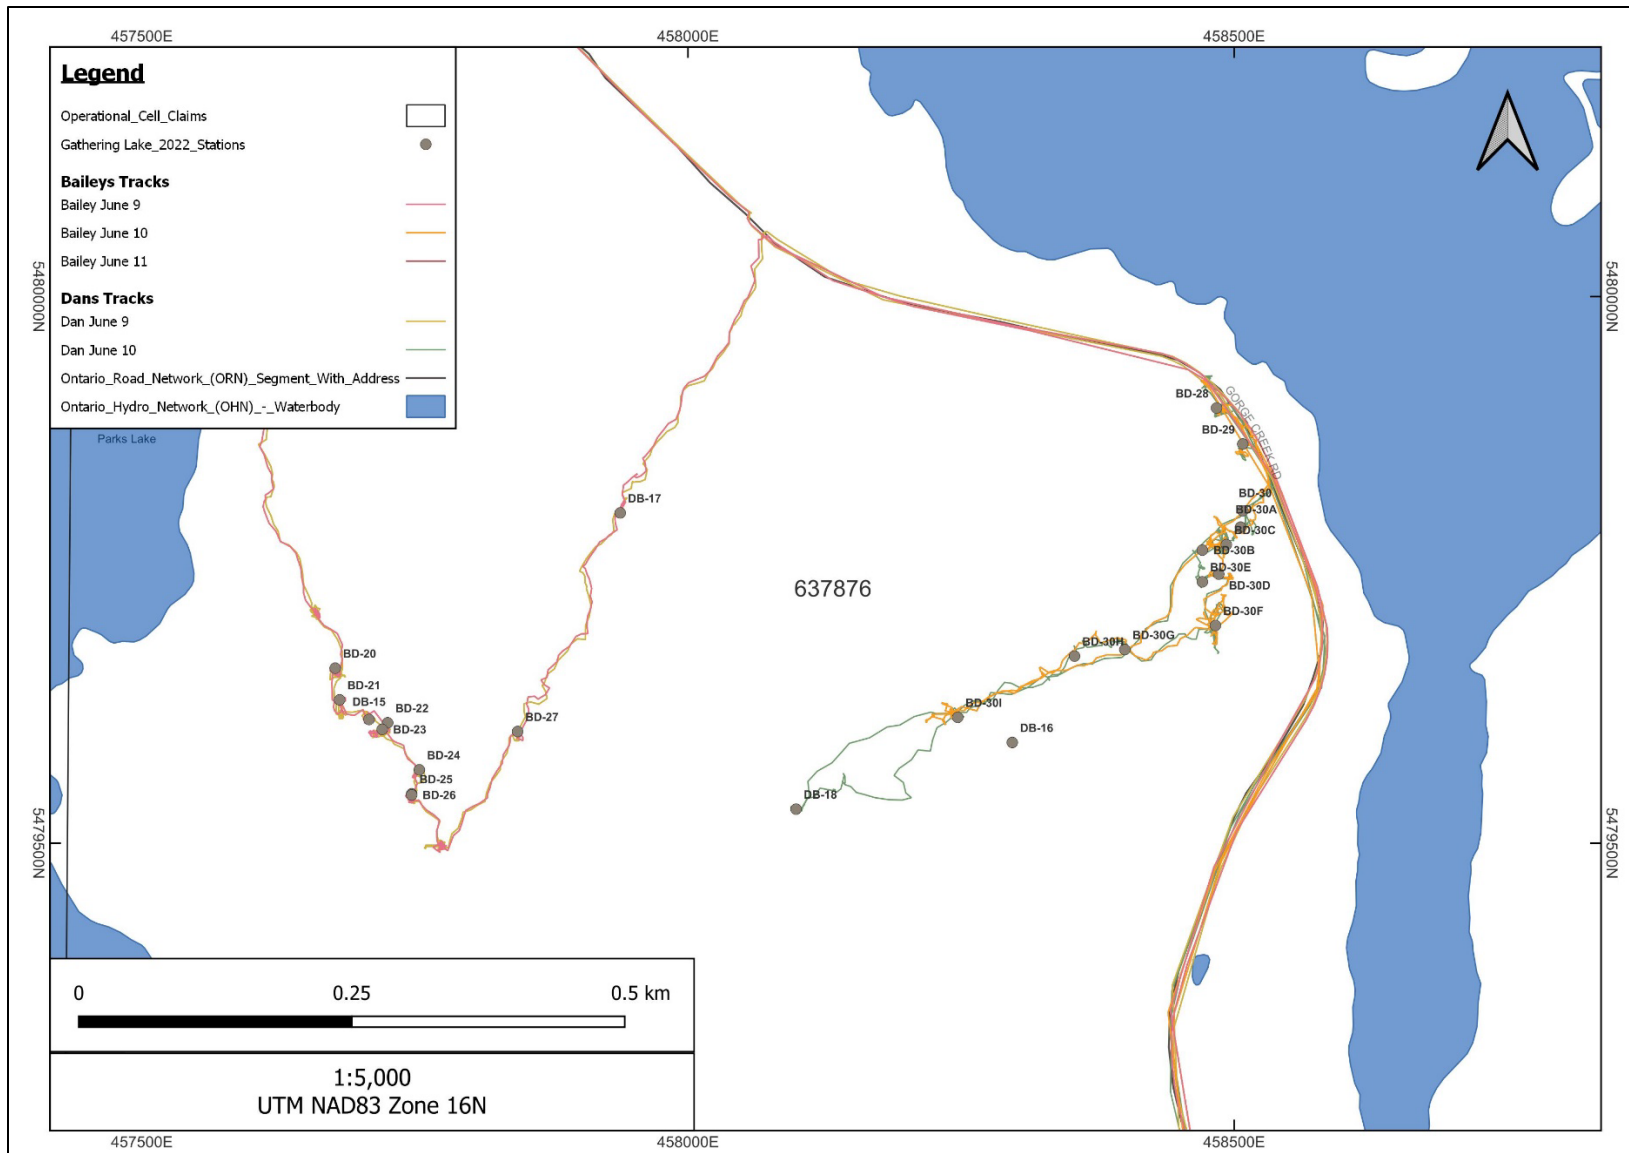 457500E
458000E
458500E
Legend
Operational_Cell_Claims
Gathering Lake_2022_Stations
Baileys Tracks
Bailey June 9
Bailey June 10
Bailey June 11
Dans Tracks
Dan June 9
Dan June 10
Ontario_Road_Network_(ORN)_Segment_With_Address
Ontario_Hydro_Network_(OHN)_-_Waterbody
5480000N
5480000N
Parks Lake
GORGE CREEK RD
BD-28
BD-29
BD-30
BD-30A
BD-30C
BD-30B
BD-30E
BD-30D
BD-30F
BD-30G
BD-30H
BD-30I
DB-16
DB-17
DB-18
637876
BD-20
BD-21
DB-15
BD-22
BD-23
BD-24
BD-25
BD-26
BD-27
5479500N
5479500N
0
0.25
0.5 km
1:5,000
UTM NAD83 Zone 16N
457500E
458000E
458500E